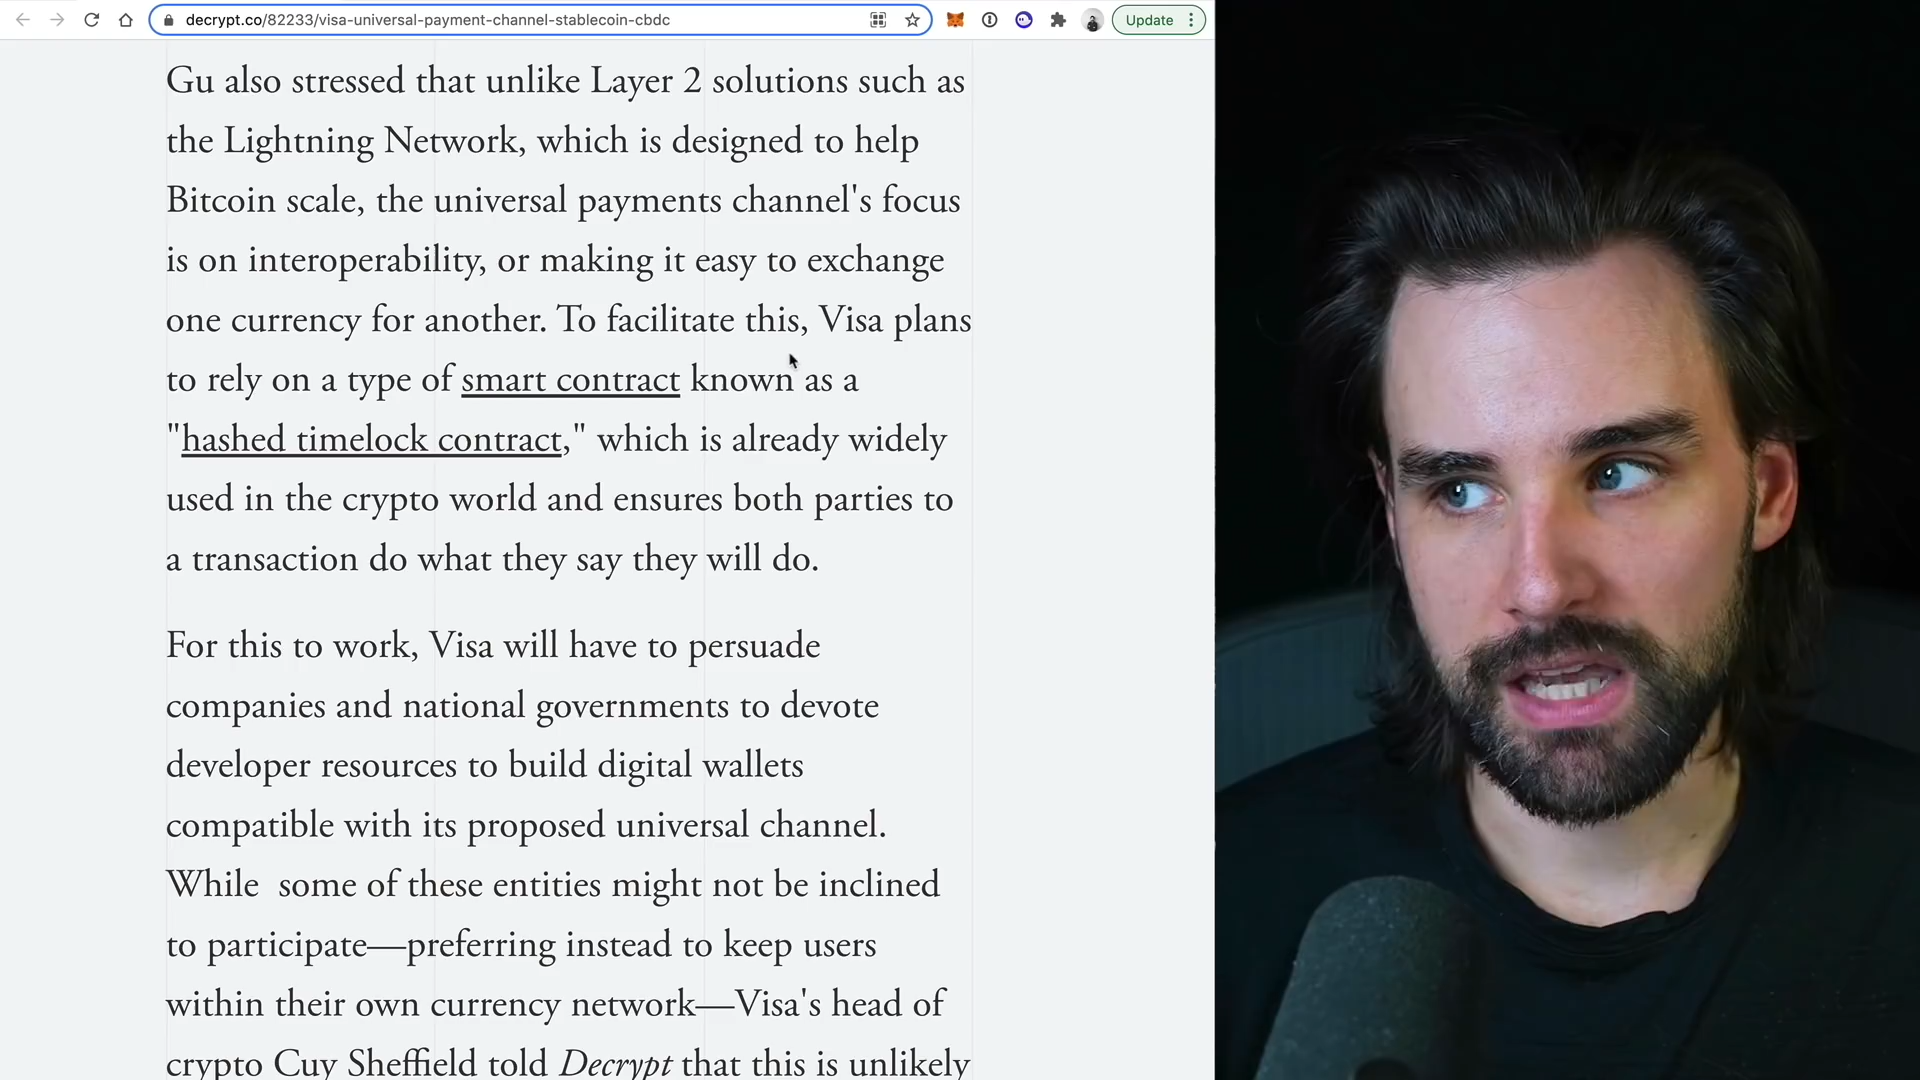 decrypt.co/82233/visa-universal-payment-channel-stablecoin-cbdc
Update
Gu also stressed that unlike Layer 2 solutions such as
the Lightning Network, which is designed to help
Bitcoin scale, the universal payments channel's focus
is on interoperability, or making it easy to exchange
one currency for another. To facilitate this, Visa plans
to rely on a type of smart contract known as a
"hashed timelock contract," which is already widely
used in the crypto world and ensures both parties to
a transaction do what they say they will do.
For this to work, Visa will have to persuade
companies and national governments to devote
developer resources to build digital wallets
compatible with its proposed universal channel.
While  some of these entities might not be inclined
to participate—preferring instead to keep users
within their own currency network—Visa's head of
crypto Cuy Sheffield told Decrypt that this is unlikely